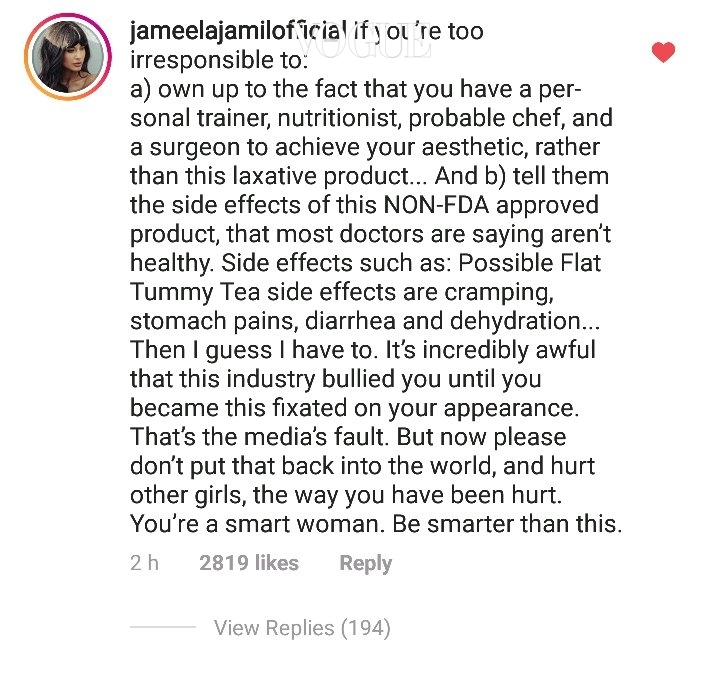 VOGUE
jameelajamilofficial If you're too
irresponsible to:
a) own up to the fact that you have a per-
sonal trainer, nutritionist, probable chef, and
a surgeon to achieve your aesthetic, rather
than this laxative product... And b) tell them
the side effects of this NON-FDA approved
product, that most doctors are saying aren't
healthy. Side effects such as: Possible Flat
Tummy Tea side effects are cramping,
stomach pains, diarrhea and dehydration...
Then I guess I have to. It's incredibly awful
that this industry bullied you until you
became this fixated on your appearance.
That's the media's fault. But now please
don't put that back into the world, and hurt
other girls, the way you have been hurt.
You're a smart woman. Be smarter than this.
2 h 2819 likes Reply
View Replies (194)